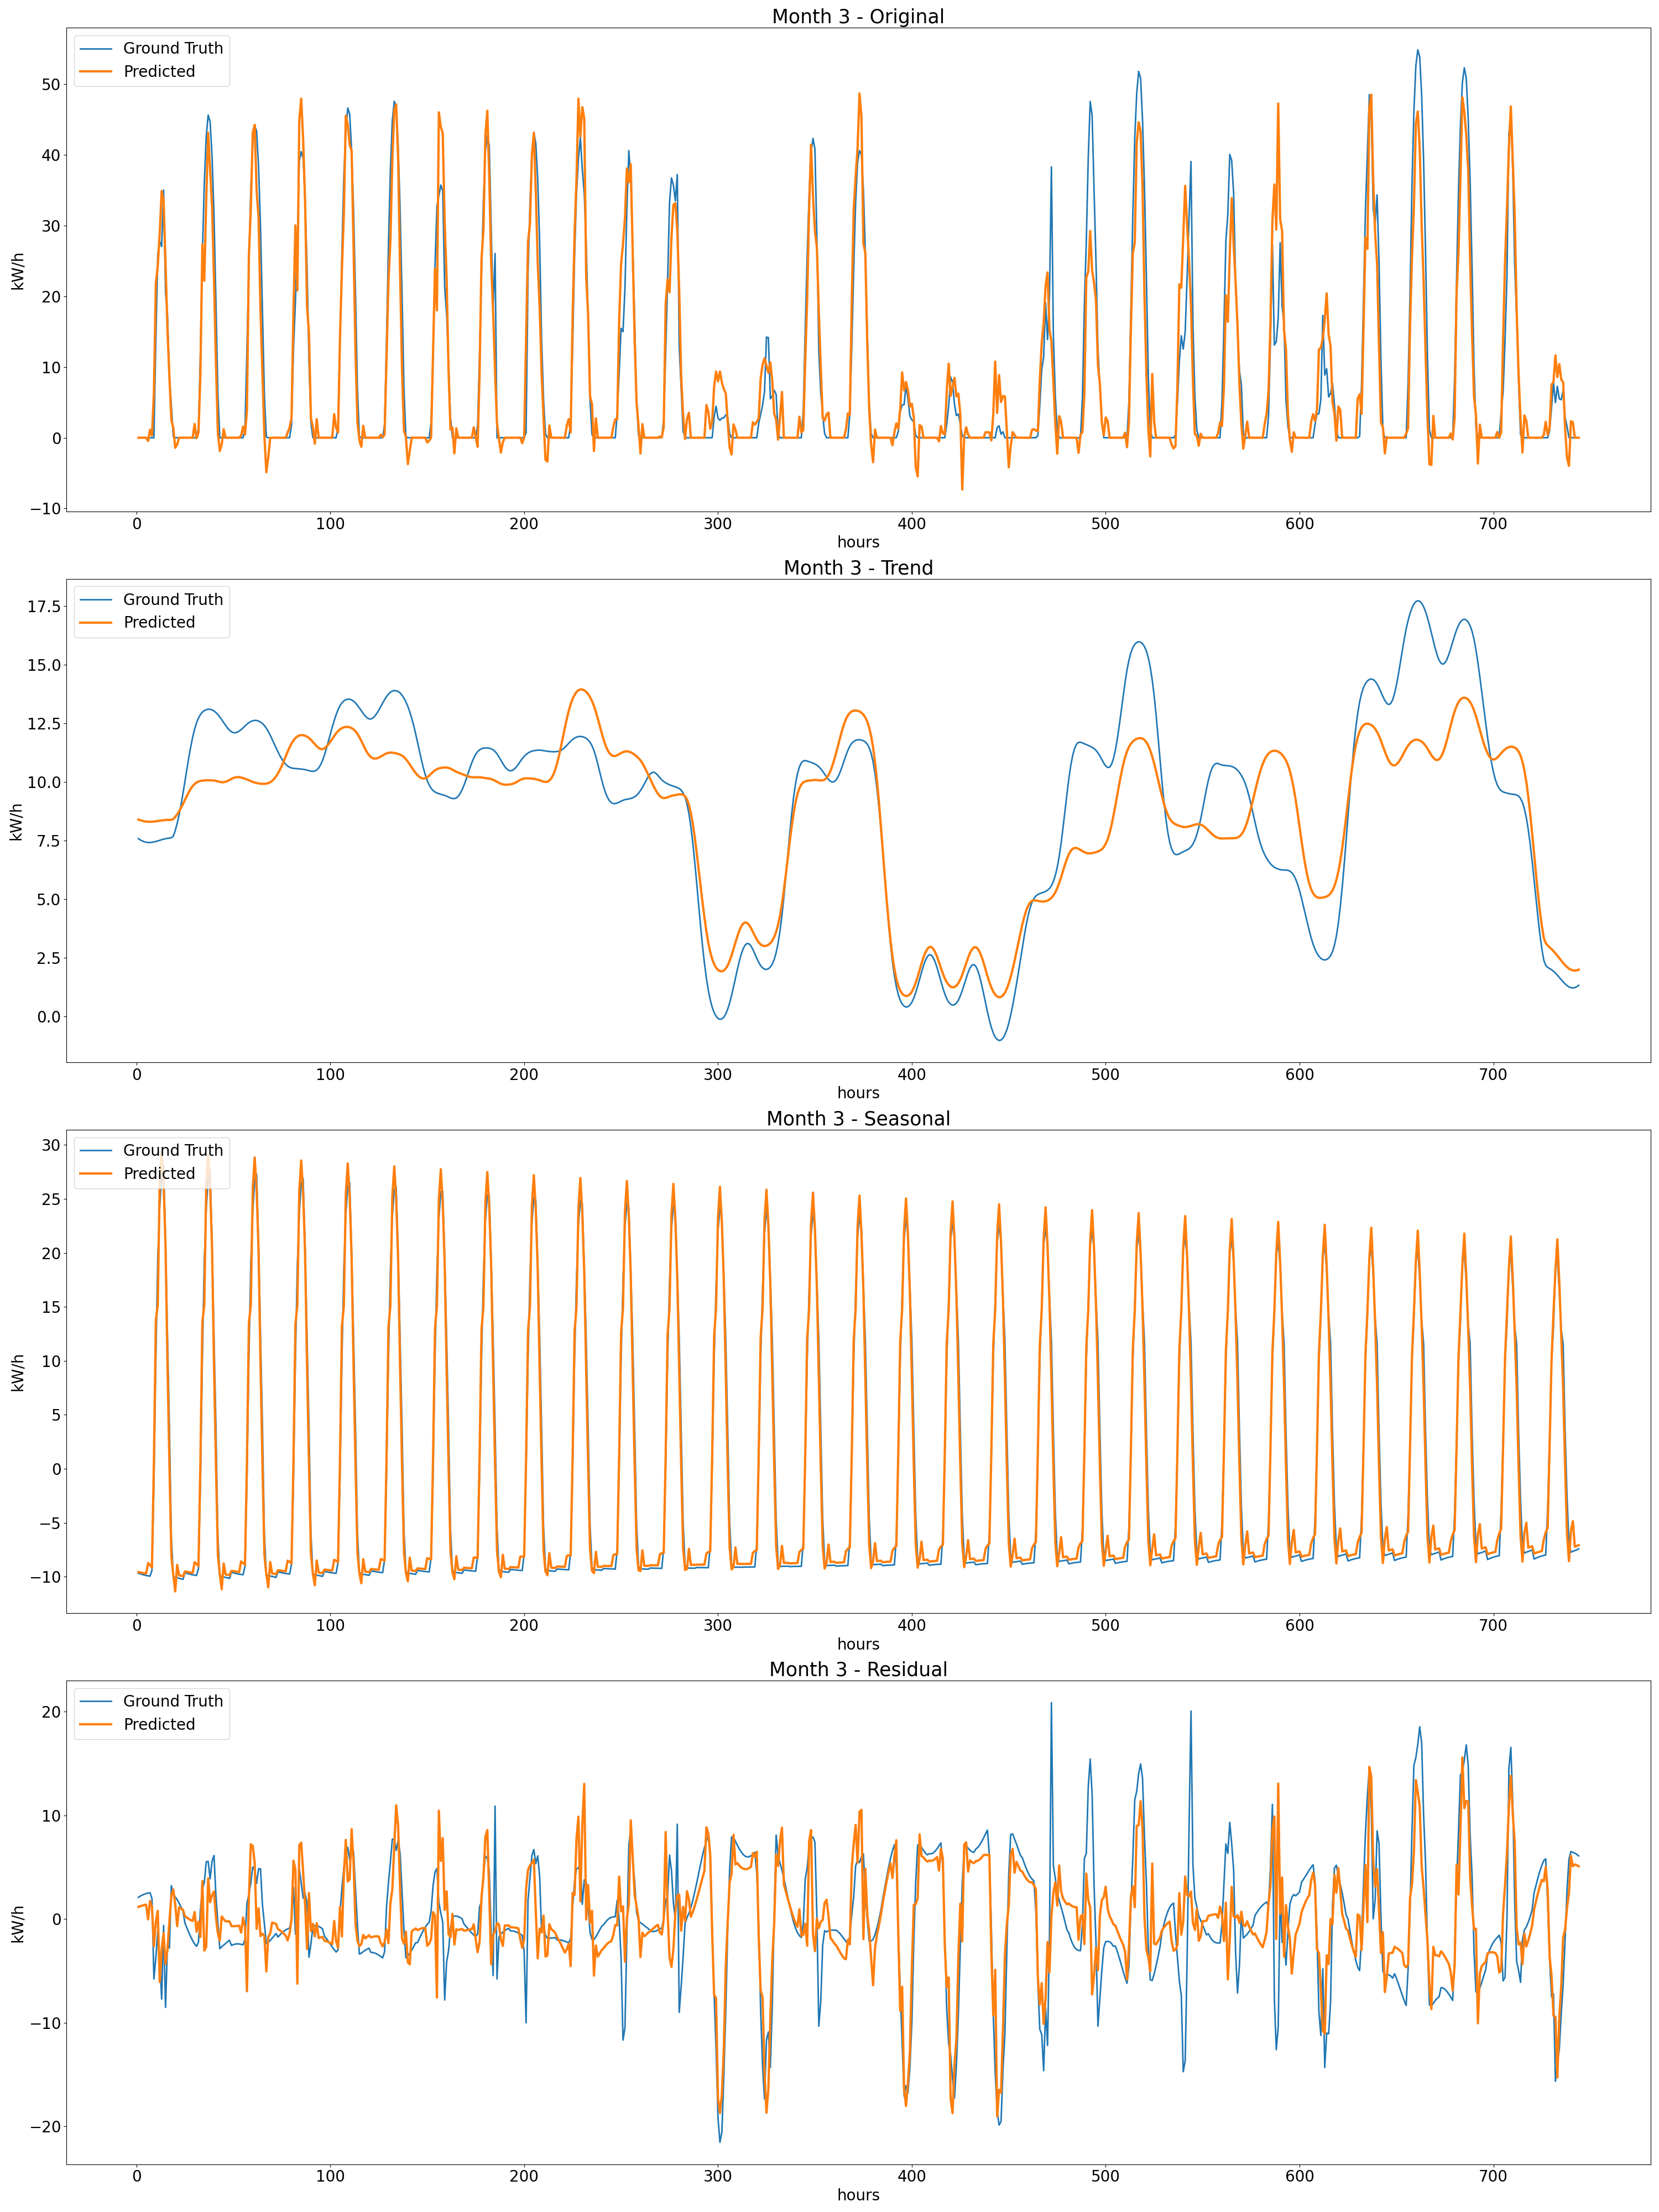 Month 3 - Original
Ground Truth
Predicted
50
40
30
20
10
0
−10
kW/h
0 100 200 300 400 500 600 700
hours
Month 3 - Trend
Ground Truth
Predicted
17.5
15.0
12.5
10.0
7.5
5.0
2.5
0.0
kW/h
0 100 200 300 400 500 600 700
hours
Month 3 - Seasonal
Ground Truth
Predicted
30
25
20
15
10
5
0
−5
−10
kW/h
0 100 200 300 400 500 600 700
hours
Month 3 - Residual
Ground Truth
Predicted
20
10
0
−10
−20
kW/h
0 100 200 300 400 500 600 700
hours